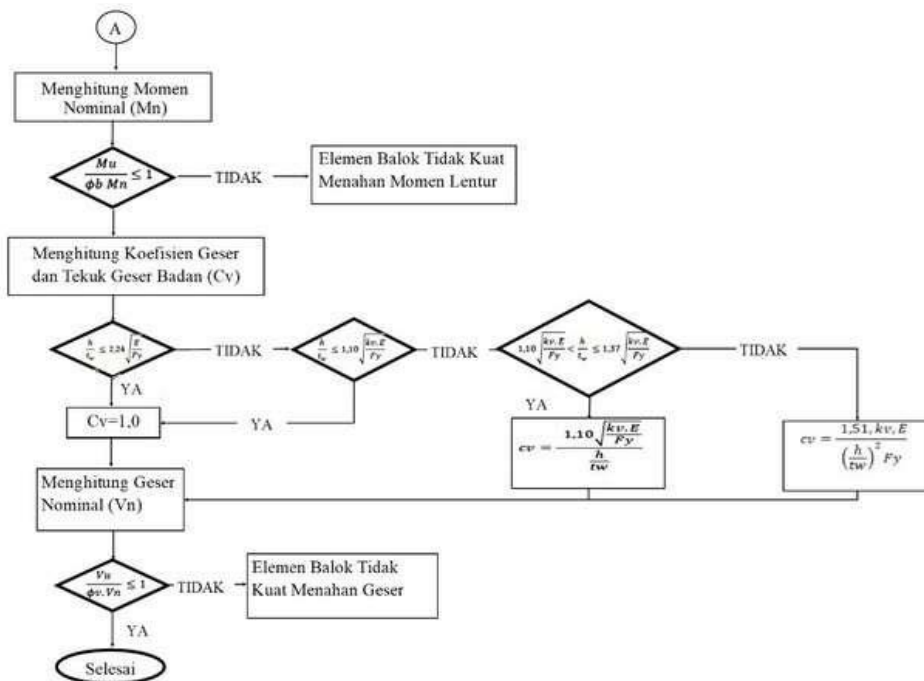 A
Menghitung Momen
Nominal (Mn)
Mu / ϕb Mn ≤ 1
TIDAK
Elemen Balok Tidak Kuat
Menahan Momen Lentur
Menghitung Koefisien Geser
dan Tekuk Geser Badan (Cv)
h / t_w ≤ 2,24 √(E / Fy)
TIDAK
h / t_w ≤ 1,10 √(kv.E / Fy)
TIDAK
1,10 √(kv.E / Fy) < h / t_w ≤ 1,37 √(kv.E / Fy)
TIDAK
YA
Cv=1,0
YA
YA
cv = 1,10 √(kv.E / Fy) / (h / tw)
cv = 1,51.kv.E / ((h / tw)² Fy)
Menghitung Geser
Nominal (Vn)
Vu / ϕv.Vn ≤ 1
TIDAK
Elemen Balok Tidak
Kuat Menahan Geser
YA
Selesai